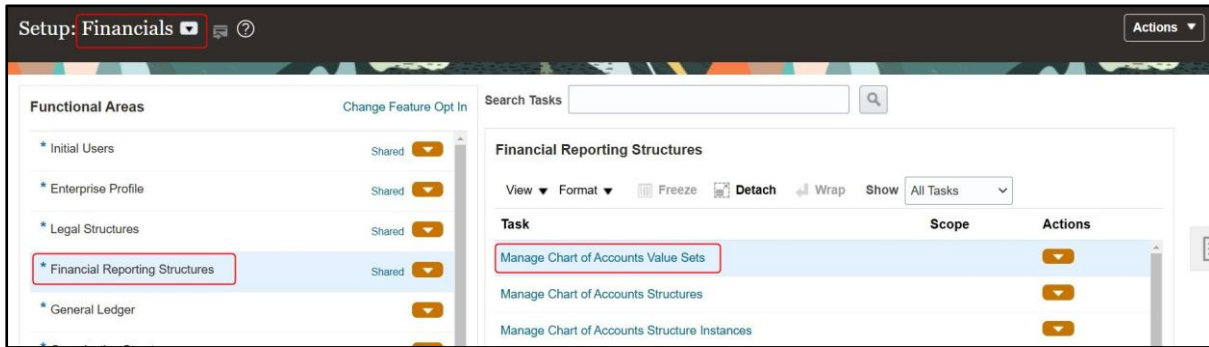 Setup: Financials
Actions
Functional Areas
Change Feature Opt In
* Initial Users
Shared
* Enterprise Profile
Shared
* Legal Structures
Shared
* Financial Reporting Structures
Shared
* General Ledger
Search Tasks
Financial Reporting Structures
View Format Freeze Detach Wrap Show All Tasks
Task Scope Actions
Manage Chart of Accounts Value Sets
Manage Chart of Accounts Structures
Manage Chart of Accounts Structure Instances